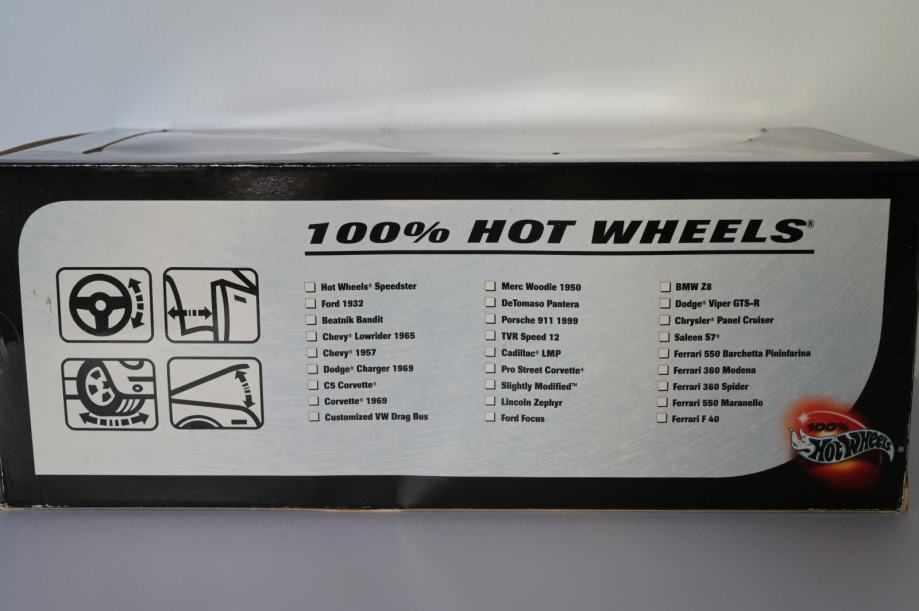 100% HOT WHEELS®
Hot Wheels® Speedster
Ford 1932
Beatnik Bandit
Chevy® Lowrider 1965
Chevy® 1957
Dodge® Charger 1969
C5 Corvette®
Corvette® 1969
Customized VW Drag Bus
Merc Woodie 1950
DeTomaso Pantera
Porsche 911 1999
TVR Speed 12
Cadillac® LMP
Pro Street Corvette®
Slightly Modified™
Lincoln Zephyr
Ford Focus
BMW Z8
Dodge® Viper GTS-R
Chrysler® Panel Cruiser
Saleen S7®
Ferrari 550 Barchetta Pininfarina
Ferrari 360 Modena
Ferrari 360 Spider
Ferrari 550 Maranello
Ferrari F 40
100%
Hot Wheels®